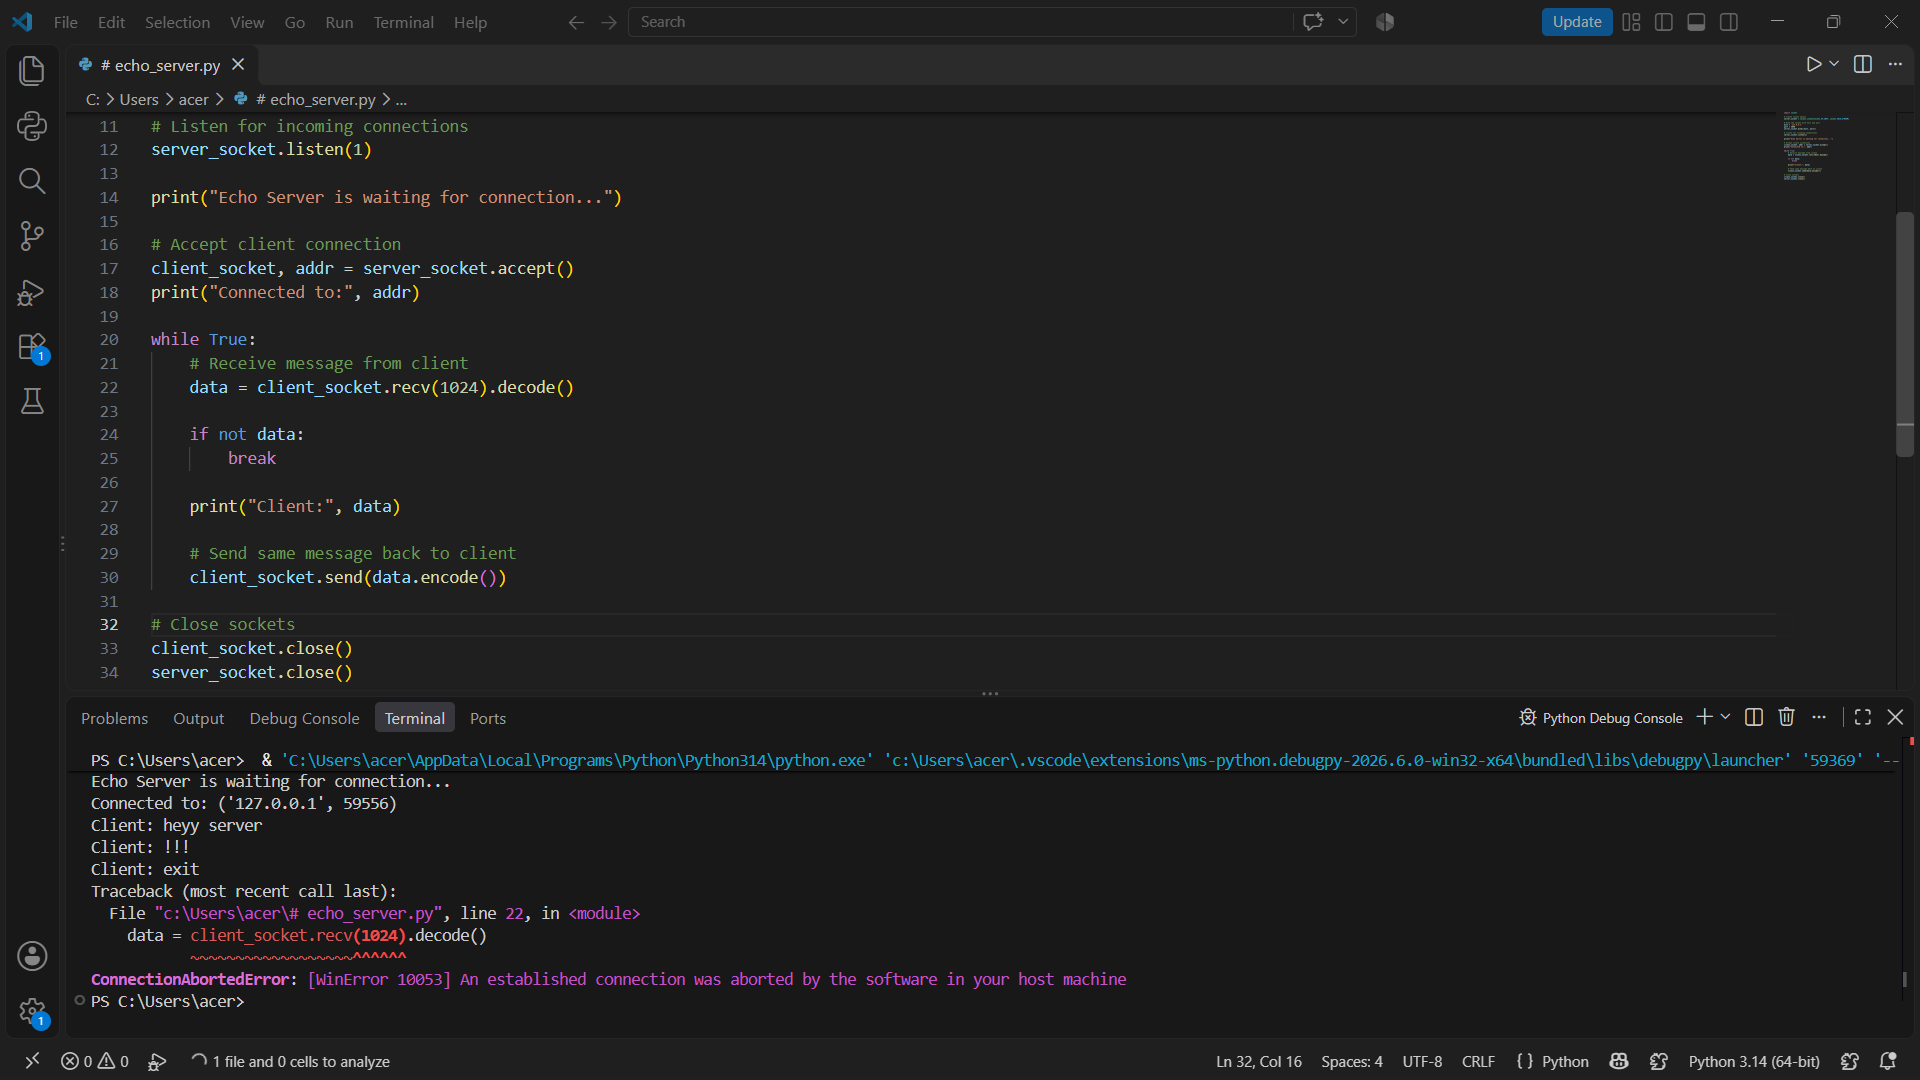 File Edit Selection View Go Run Terminal Help
Search
Update
# echo_server.py
C: > Users > acer > # echo_server.py > ...
11 # Listen for incoming connections
12 server_socket.listen(1)
13
14 print("Echo Server is waiting for connection...")
15
16 # Accept client connection
17 client_socket, addr = server_socket.accept()
18 print("Connected to:", addr)
19
20 while True:
21     # Receive message from client
22     data = client_socket.recv(1024).decode()
23
24     if not data:
25         break
26
27     print("Client:", data)
28
29     # Send same message back to client
30     client_socket.send(data.encode())
31
32 # Close sockets
33 client_socket.close()
34 server_socket.close()
Problems Output Debug Console Terminal Ports
Python Debug Console
PS C:\Users\acer>  & 'C:\Users\acer\AppData\Local\Programs\Python\Python314\python.exe' 'c:\Users\acer\.vscode\extensions\ms-python.debugpy-2026.6.0-win32-x64\bundled\libs\debugpy\launcher' '59369' '--
Echo Server is waiting for connection...
Connected to: ('127.0.0.1', 59556)
Client: heyy server
Client: !!!
Client: exit
Traceback (most recent call last):
  File "c:\Users\acer\# echo_server.py", line 22, in <module>
    data = client_socket.recv(1024).decode()
           ~~~~~~~~~~~~~~~~~~^^^^^^
ConnectionAbortedError: [WinError 10053] An established connection was aborted by the software in your host machine
PS C:\Users\acer>
1
1
0 0 1 file and 0 cells to analyze
Ln 32, Col 16 Spaces: 4 UTF-8 CRLF {} Python Python 3.14 (64-bit)